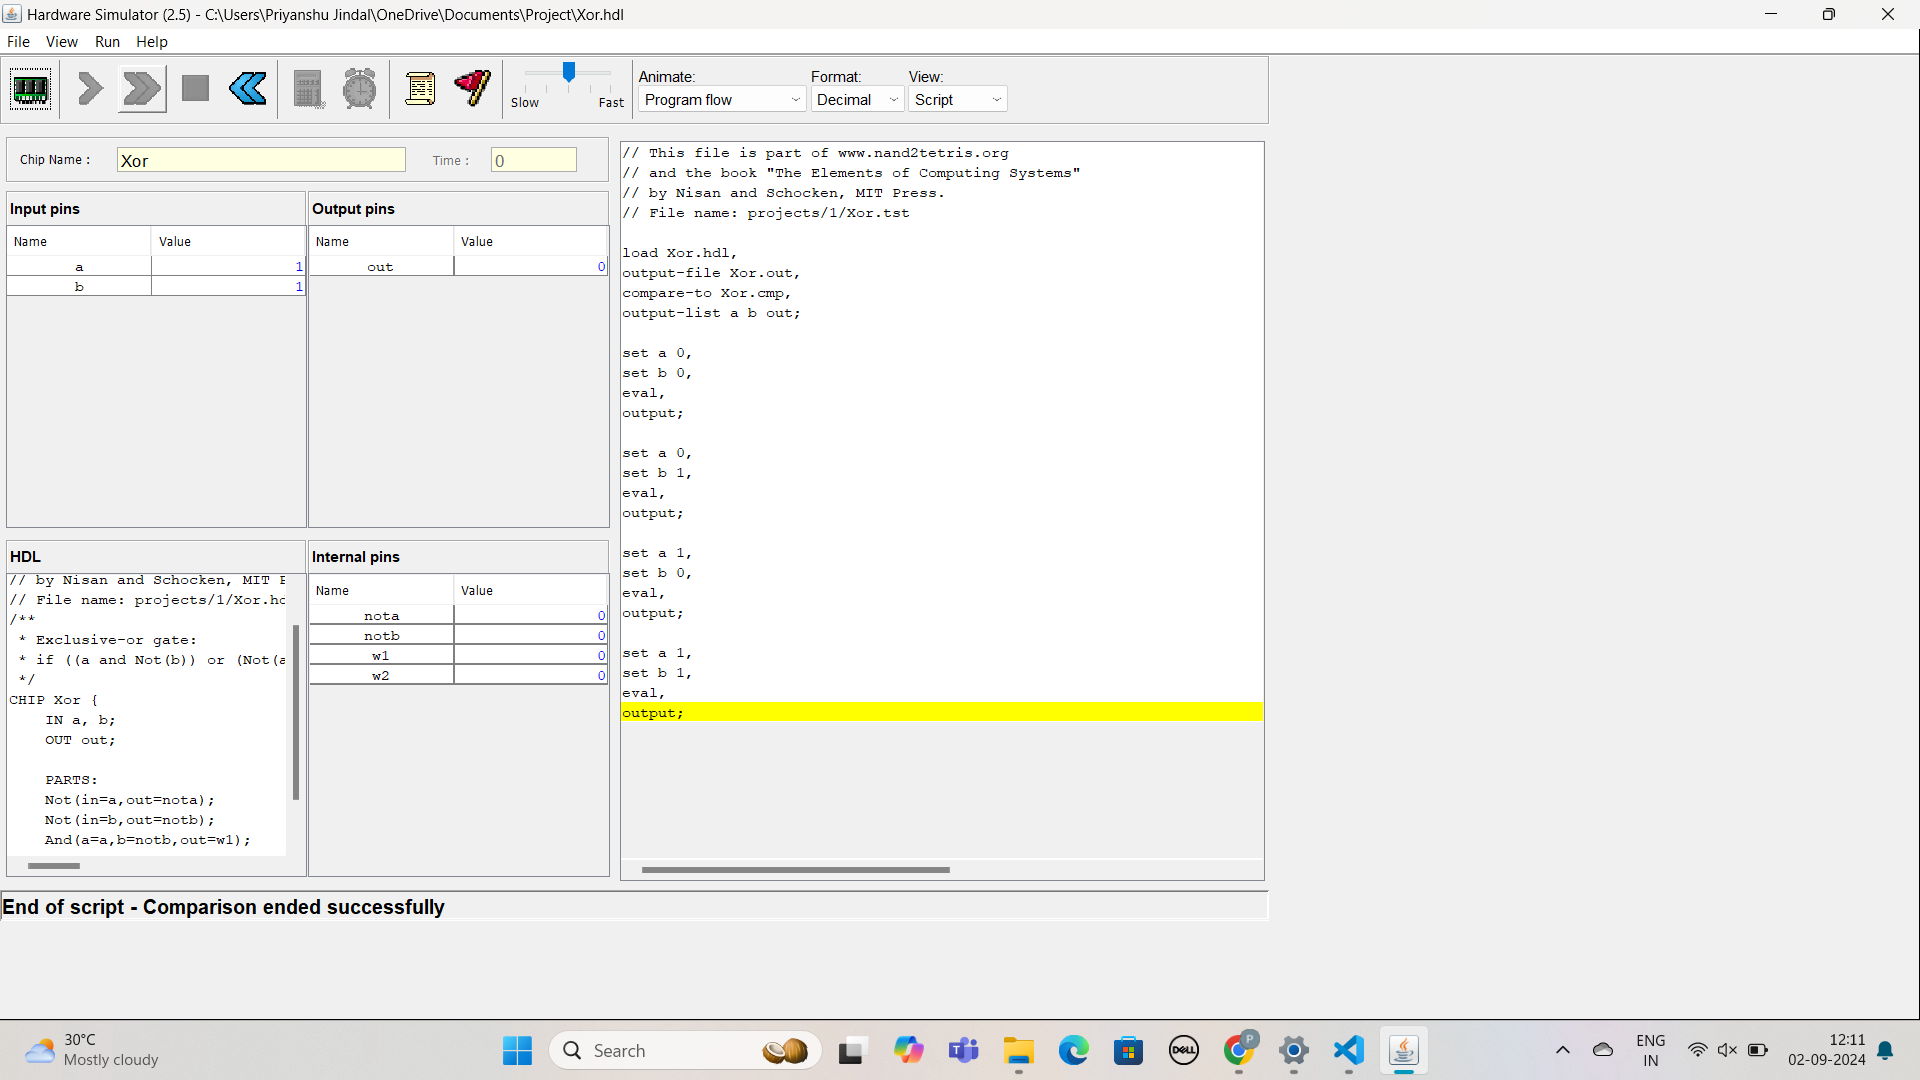 Hardware Simulator (2.5) - C:\Users\Priyanshu Jindal\OneDrive\Documents\Project\Xor.hdl
File View Run Help
Slow Fast
Animate: Format: View:
Program flow Decimal Script
Chip Name : Xor Time : 0
Input pins
Name Value
a 1
b 1
Output pins
Name Value
out 0
HDL
// by Nisan and Schocken, MIT
// File name: projects/1/Xor.hd
/**
* Exclusive-or gate:
* if ((a and Not(b)) or (Not(a
*/
CHIP Xor {
IN a, b;
OUT out;
PARTS:
Not(in=a,out=nota);
Not(in=b,out=notb);
And(a=a,b=notb,out=w1);
Internal pins
Name Value
nota 0
notb 0
w1 0
w2 0
// This file is part of www.nand2tetris.org
// and the book "The Elements of Computing Systems"
// by Nisan and Schocken, MIT Press.
// File name: projects/1/Xor.tst
load Xor.hdl,
output-file Xor.out,
compare-to Xor.cmp,
output-list a b out;
set a 0,
set b 0,
eval,
output;
set a 0,
set b 1,
eval,
output;
set a 1,
set b 0,
eval,
output;
set a 1,
set b 1,
eval,
output;
End of script - Comparison ended successfully
30°C
Mostly cloudy
Search
DELL
P
ENG
IN
12:11
02-09-2024